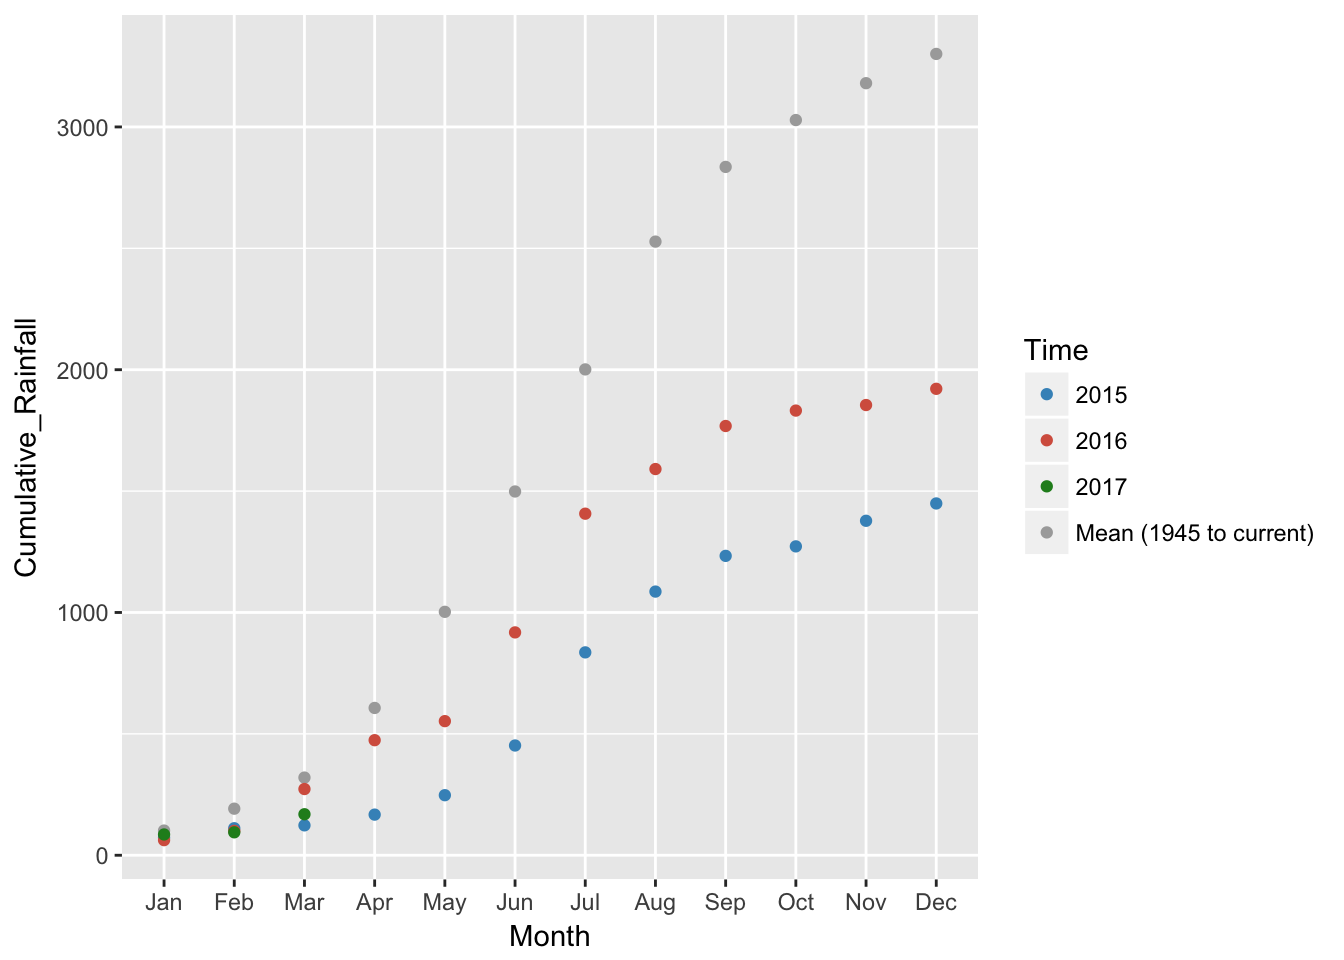 3000
2000
1000
0
Cumulative_Rainfall
Jan Feb Mar Apr May Jun Jul Aug Sep Oct Nov Dec
Month
Time
2015
2016
2017
Mean (1945 to current)